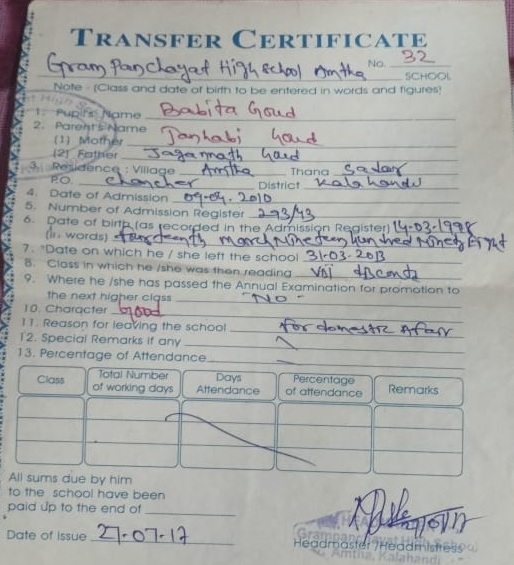 TRANSFER CERTIFICATE
No. 32
Gram Panchayat High School Amtha SCHOOL
Note - (Class and date of birth to be entered in words and figures)
1. Pupil's Name Babita Goud
2. Parent's Name
(1) Mother Janhabi Goud
(2) Father Jagannath Goud
3. Residence : Village Amtha Thana Sadar
P.O. Chancher District Kalahandi
4. Date of Admission 09-04-2010
5. Number of Admission Register 293/43
6. Date of birth (as recorded in the Admission Register) 14-03-1998
(In words) fourteenth March Nineteen hundred Ninety Eight
7. Date on which he / she left the school 31-03-2013
8. Class in which he /she was then reading VIII
9. Where he /she has passed the Annual Examination for promotion to
the next higher class -No-
10. Character Good
11. Reason for leaving the school for domestic Affair
12. Special Remarks if any
13. Percentage of Attendance
Class Total Number of working days Days Attendance Percentage of attendance Remarks
All sums due by him
to the school have been
paid up to the end of
Date of Issue 27-07-17
Headmaster /Headmistress
Grampanchayat High School
Amtha, Kalahandi